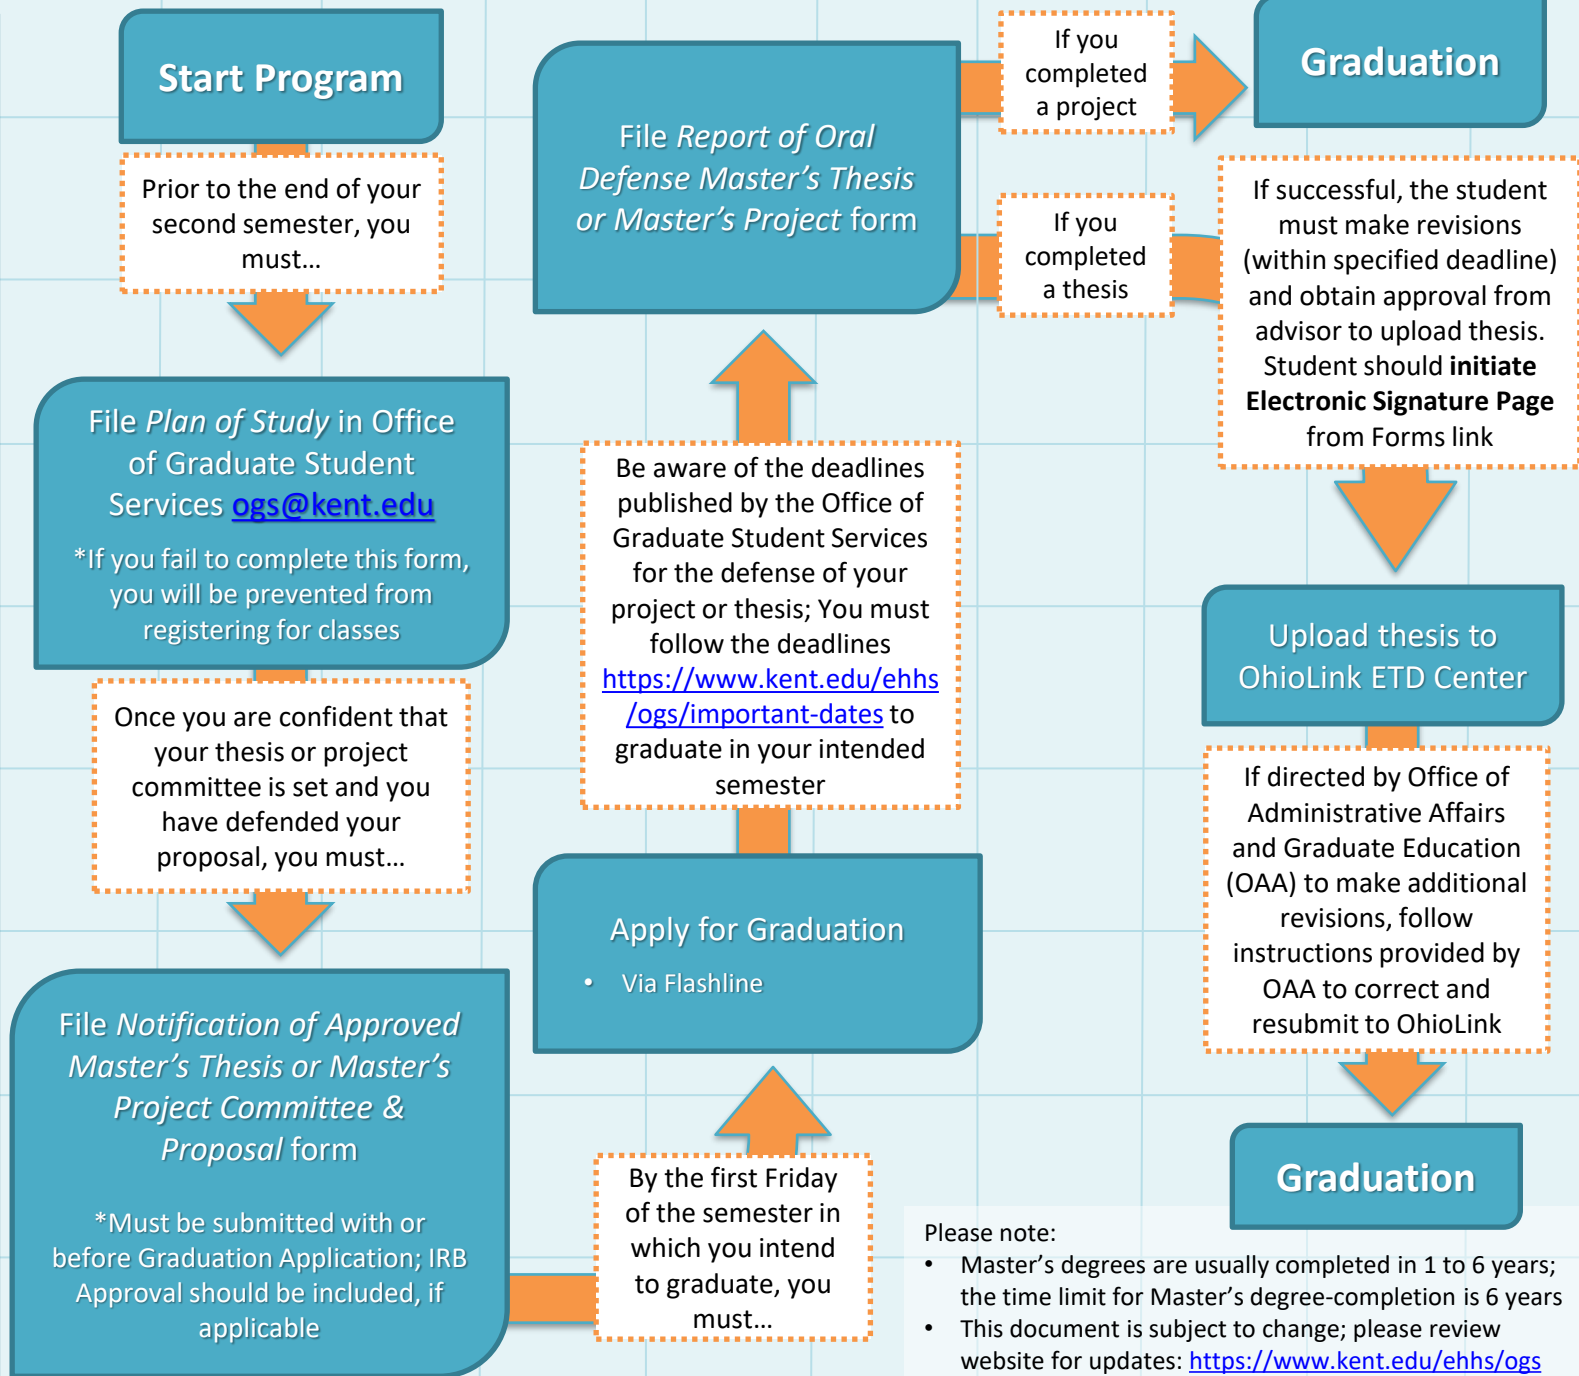 Start Program
Prior to the end of your
second semester, you
must...
File Plan of Study in Office
of Graduate Student
Services ogs@kent.edu
*If you fail to complete this form,
you will be prevented from
registering for classes
Once you are confident that
your thesis or project
committee is set and you
have defended your
proposal, you must...
File Notification of Approved
Master's Thesis or Master's
Project Committee &
Proposal form
*Must be submitted with or
before Graduation Application; IRB
Approval should be included, if
applicable
By the first Friday
of the semester in
which you intend
to graduate, you
must...
Apply for Graduation
• Via Flashline
Be aware of the deadlines
published by the Office of
Graduate Student Services
for the defense of your
project or thesis; You must
follow the deadlines
https://www.kent.edu/ehhs
/ogs/important-dates to
graduate in your intended
semester
File Report of Oral
Defense Master's Thesis
or Master's Project form
If you
completed
a project
Graduation
If you
completed
a thesis
If successful, the student
must make revisions
(within specified deadline)
and obtain approval from
advisor to upload thesis.
Student should initiate
Electronic Signature Page
from Forms link
Upload thesis to
OhioLink ETD Center
If directed by Office of
Administrative Affairs
and Graduate Education
(OAA) to make additional
revisions, follow
instructions provided by
OAA to correct and
resubmit to OhioLink
Graduation
Please note:
• Master's degrees are usually completed in 1 to 6 years;
the time limit for Master's degree-completion is 6 years
• This document is subject to change; please review
website for updates: https://www.kent.edu/ehhs/ogs